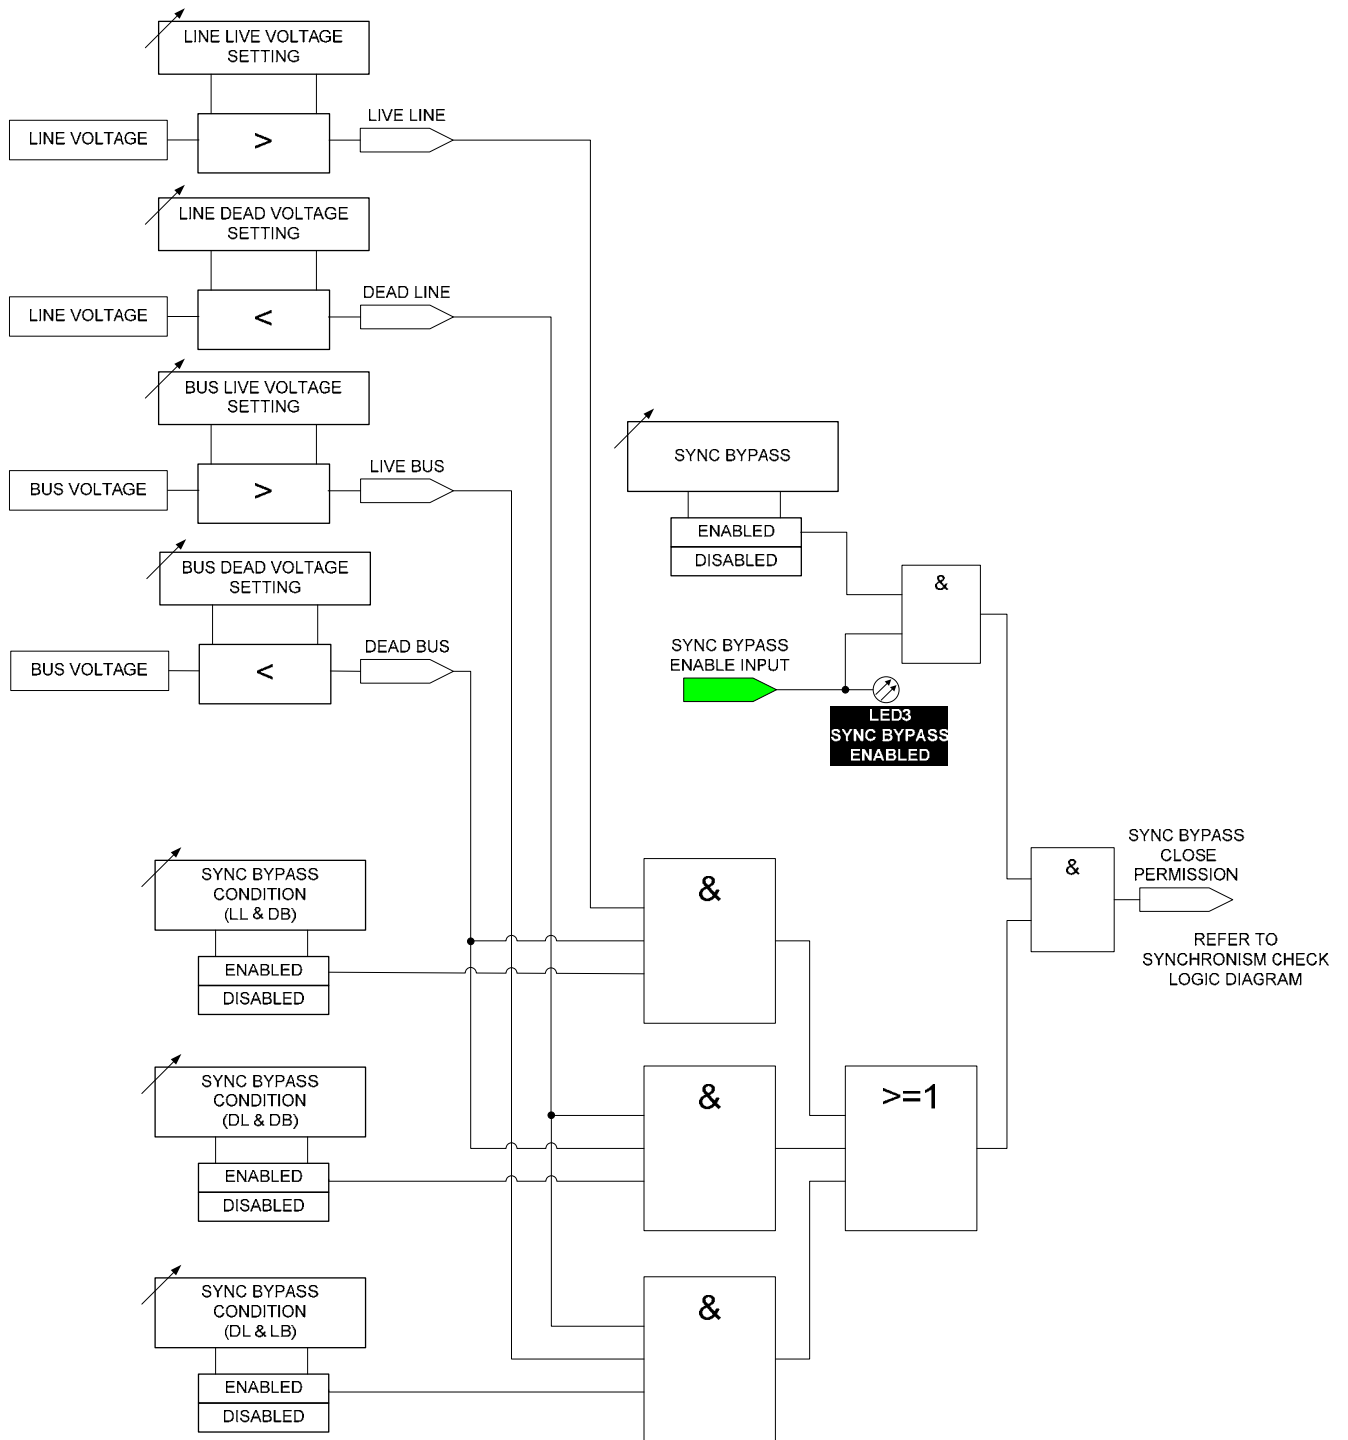 LINE LIVE VOLTAGE
SETTING
LINE VOLTAGE
>
LIVE LINE
LINE DEAD VOLTAGE
SETTING
LINE VOLTAGE
<
DEAD LINE
BUS LIVE VOLTAGE
SETTING
BUS VOLTAGE
>
LIVE BUS
BUS DEAD VOLTAGE
SETTING
BUS VOLTAGE
<
DEAD BUS
SYNC BYPASS
ENABLED
DISABLED
&
SYNC BYPASS
ENABLE INPUT
LED3
SYNC BYPASS
ENABLED
SYNC BYPASS
CONDITION
(LL & DB)
ENABLED
DISABLED
&
&
SYNC BYPASS
CLOSE
PERMISSION
REFER TO
SYNCHRONISM CHECK
LOGIC DIAGRAM
SYNC BYPASS
CONDITION
(DL & DB)
ENABLED
DISABLED
&
>=1
SYNC BYPASS
CONDITION
(DL & LB)
ENABLED
DISABLED
&